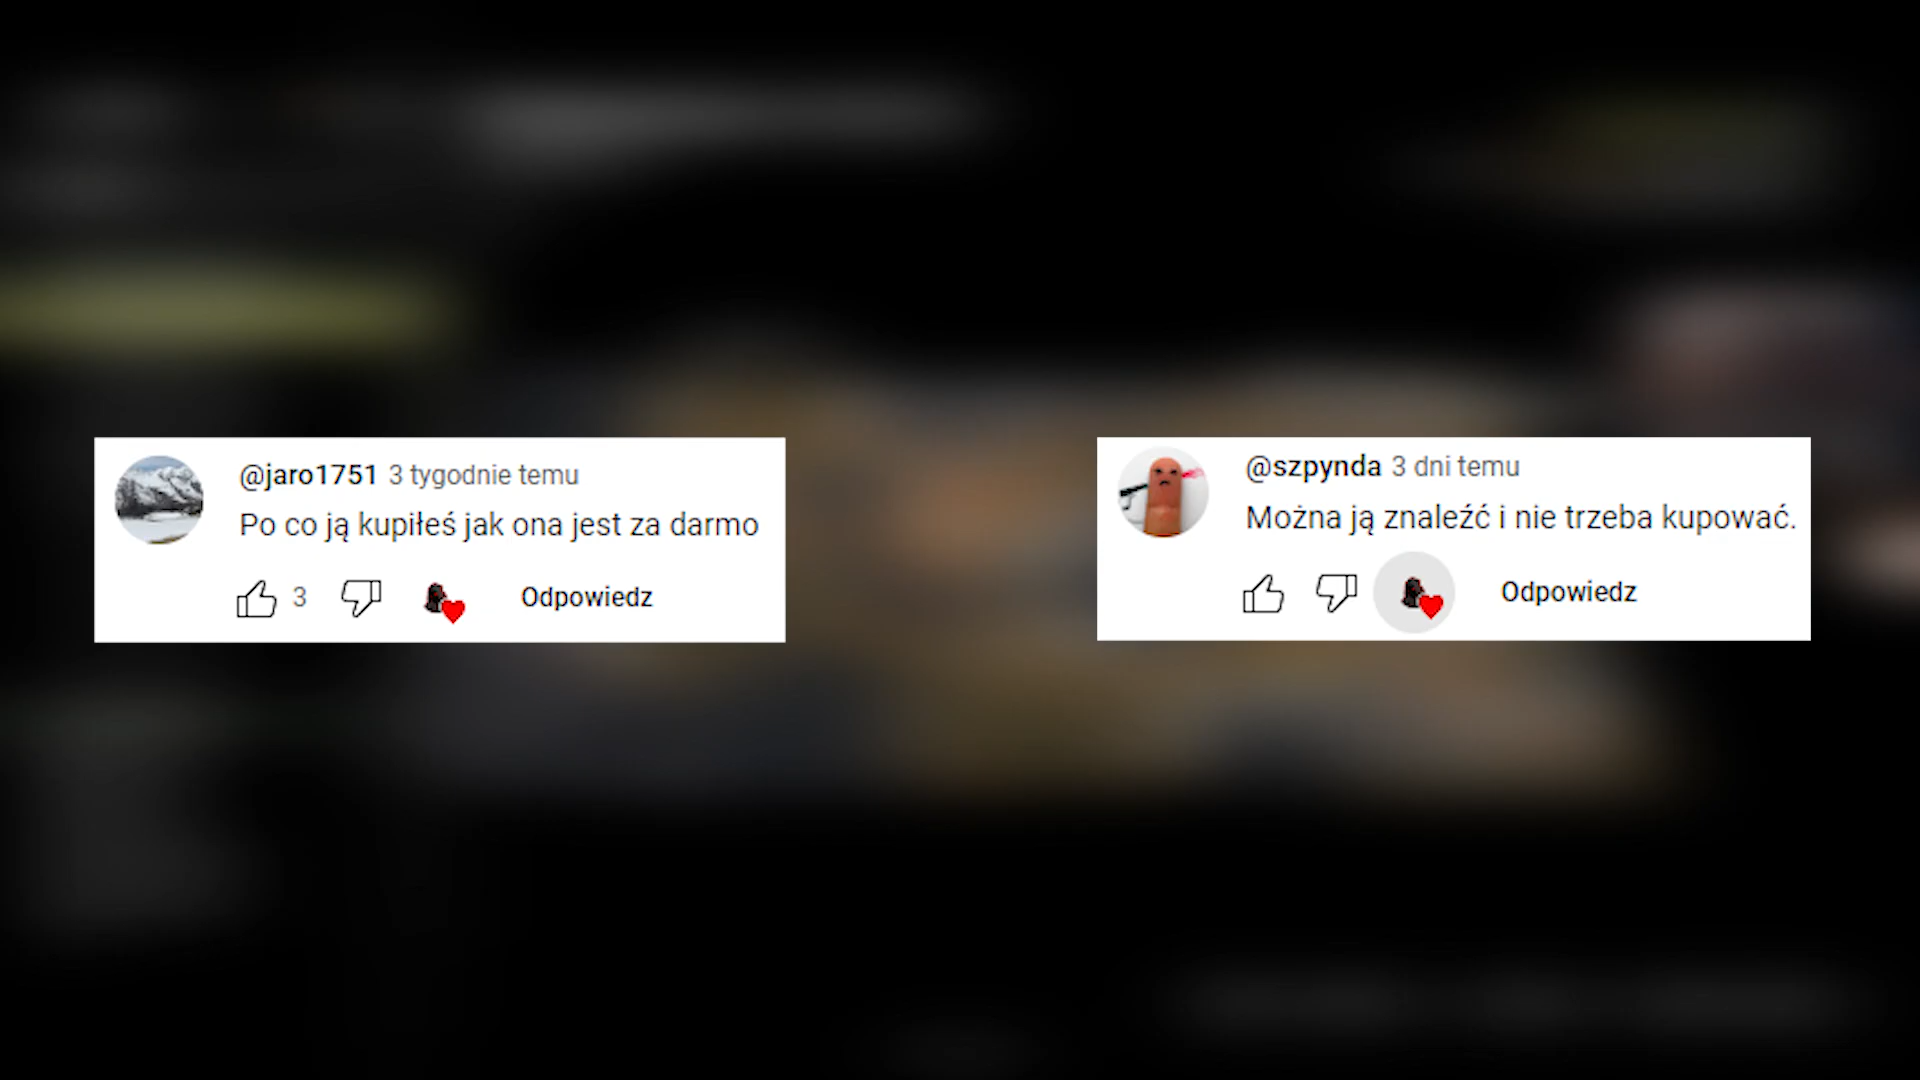 @jaro1751 3 tygodnie temu
Po co ją kupiłeś jak ona jest za darmo
3 Odpowiedz
@szpynda 3 dni temu
Można ją znaleźć i nie trzeba kupować.
Odpowiedz